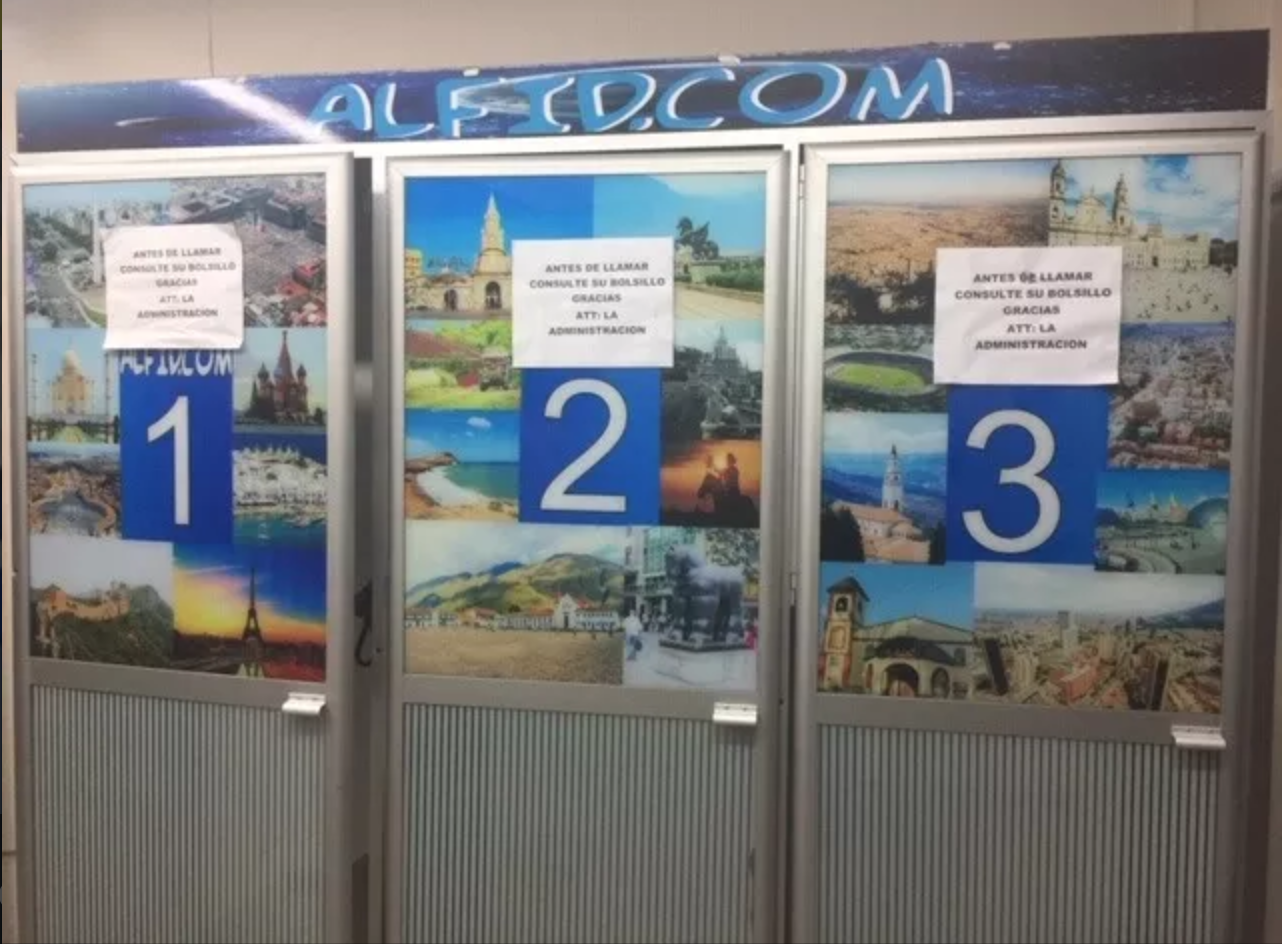 ALFID.COM
ANTES DE LLAMAR
CONSULTE SU BOLSILLO
GRACIAS
ATT: LA
ADMINISTRACION
ALFID.COM
1
ANTES DE LLAMAR
CONSULTE SU BOLSILLO
GRACIAS
ATT: LA
ADMINISTRACION
2
ANTES DE LLAMAR
CONSULTE SU BOLSILLO
GRACIAS
ATT: LA
ADMINISTRACION
3